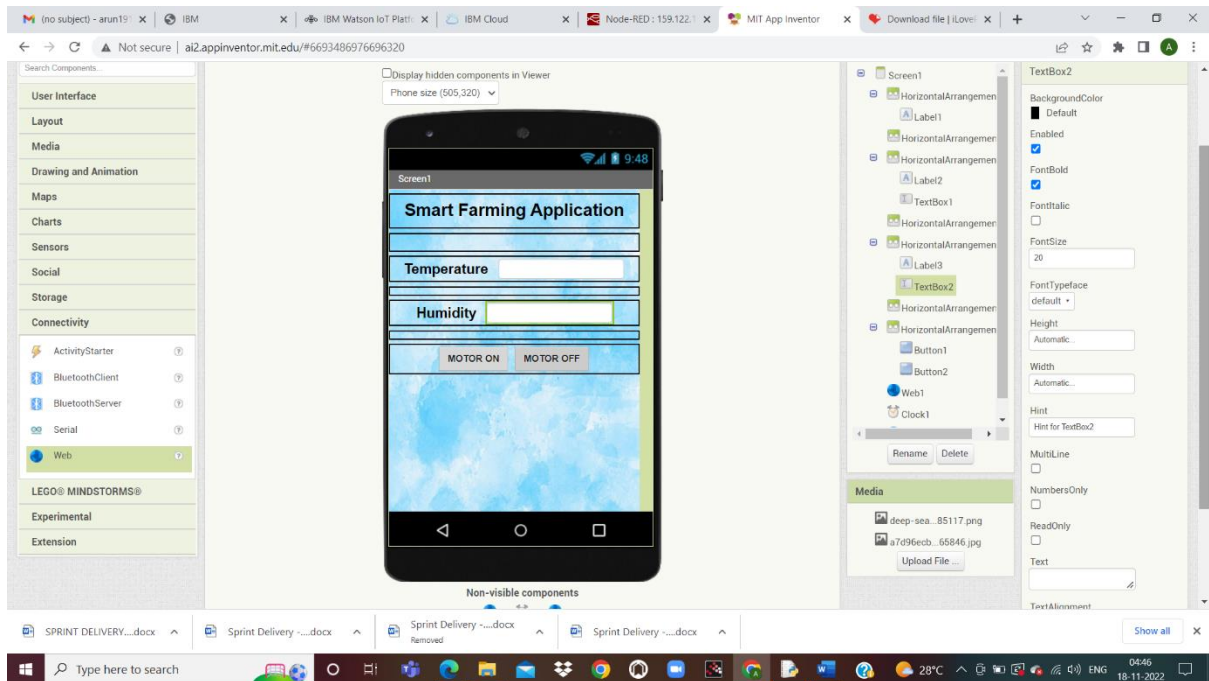 (no subject) - arun191
IBM
IBM Watson IoT Platfo
IBM Cloud
Node-RED : 159.122.1
MIT App Inventor
Download file | iLovel
Not secure | ai2.appinventor.mit.edu/#6693486976696320
A
Search Components...
User Interface
Layout
Media
Drawing and Animation
Maps
Charts
Sensors
Social
Storage
Connectivity
ActivityStarter
BluetoothClient
BluetoothServer
Serial
Web
LEGO® MINDSTORMS®
Experimental
Extension
Display hidden components in Viewer
Phone size (505,320)
9:48
Screen1
Smart Farming Application
Temperature
Humidity
MOTOR ON MOTOR OFF
Non-visible components
Screen1
HorizontalArrangemen
Label1
HorizontalArrangemen
HorizontalArrangemen
Label2
TextBox1
HorizontalArrangemen
HorizontalArrangemen
Label3
TextBox2
HorizontalArrangemen
HorizontalArrangemen
Button1
Button2
Web1
Clock1
Rename Delete
Media
deep-sea...85117.png
a7d96ecb...65846.jpg
Upload File ...
TextBox2
BackgroundColor
Default
Enabled
FontBold
FontItalic
FontSize
20
FontTypeface
default
Height
Automatic...
Width
Automatic...
Hint
Hint for TextBox2
MultiLine
NumbersOnly
ReadOnly
Text
TextAlignment
SPRINT DELIVERY....docx
Sprint Delivery -....docx
Sprint Delivery -....docx
Removed
Sprint Delivery -....docx
Show all
Type here to search
28°C
ENG
04:46
18-11-2022